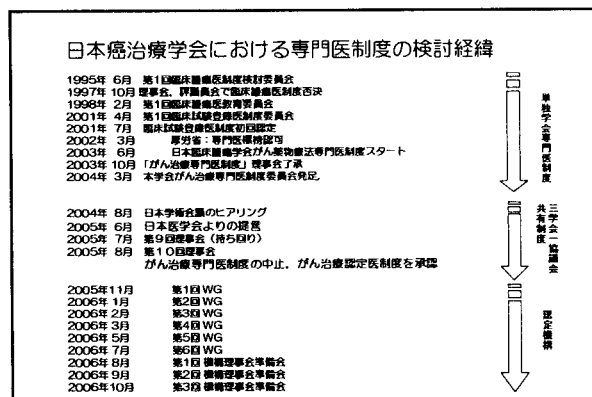 日本癌治療学会における専門医制度の検討経緯
1995年 6月 第1回臨床腫瘍医制度検討委員会
1997年 10月 理事会、評議員会で臨床腫瘍医制度否決
1998年 2月 第1回臨床腫瘍医教育委員会
2001年 4月 第1回臨床試験登録医制度委員会
2001年 7月 臨床試験登録医制度初回認定
2002年 3月 厚労省:専門医標榜認可
2003年 6月 日本臨床腫瘍学会がん薬物療法専門医制度スタート
2003年 10月 「がん治療専門医制度」理事会了承
2004年 3月 本学会がん治療専門医制度委員会発足
単独学会専門医制度
2004年 8月 日本学術会議のヒアリング
2005年 6月 日本医学会よりの提言
2005年 7月 第9回理事会(持ち回り)
2005年 8月 第10回理事会
がん治療専門医制度の中止、がん治療認定医制度を承認
三学会一協議会
共有制度
2005年11月 第1回 WG
2006年 1月 第2回 WG
2006年 2月 第3回 WG
2006年 3月 第4回 WG
2006年 5月 第5回 WG
2006年 7月 第6回 WG
2006年 8月 第1回 機構理事会準備会
2006年 9月 第2回 機構理事会準備会
2006年10月 第3回 機構理事会準備会
認定機構